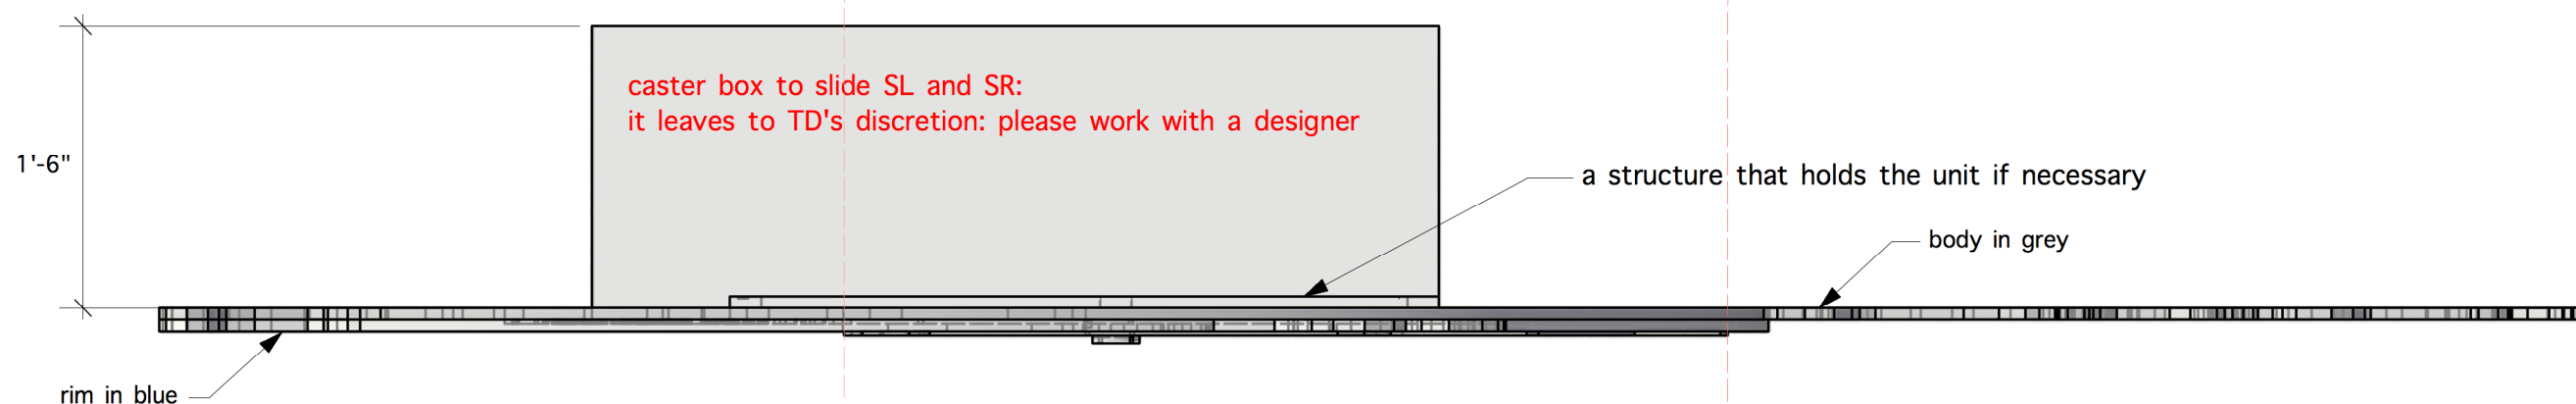 caster box to slide SL and SR:
it leaves to TD's discretion: please work with a designer
1'-6"
a structure that holds the unit if necessary
body in grey
rim in blue